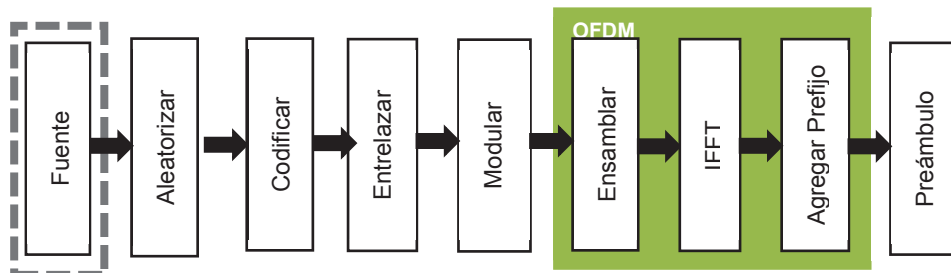 OFDM
Fuente
Aleatorizar
Codificar
Entrelazar
Modular
Ensamblar
IFFT
Agregar Prefijo
Preámbulo